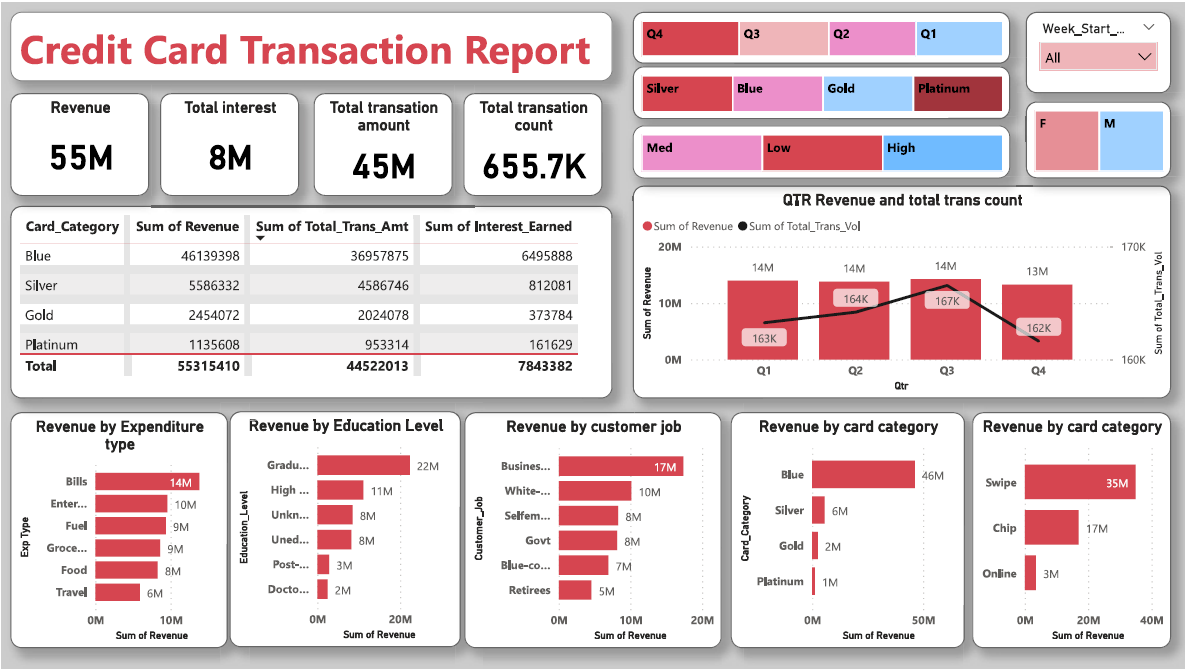 Credit Card Transaction Report
Q4 Q3 Q2 Q1
Silver Blue Gold Platinum
Med Low High
Week_Start_...
All
F M
Revenue
55M
Total interest
8M
Total transation
amount
45M
Total transation
count
655.7K
Card_Category Sum of Revenue Sum of Total_Trans_Amt Sum of Interest_Earned
Blue 46139398 36957875 6495888
Silver 5586332 4586746 812081
Gold 2454072 2024078 373784
Platinum 1135608 953314 161629
Total 55315410 44522013 7843382
QTR Revenue and total trans count
Sum of Revenue Sum of Total_Trans_Vol
20M
10M
0M
Sum of Revenue
14M 14M 14M 13M
163K 164K 167K 162K
170K
160K
Sum of Total_Trans_Vol
Q1 Q2 Q3 Q4
Qtr
Revenue by Expenditure
type
Exp Type
Bills 14M
Enter... 10M
Fuel 9M
Groce... 9M
Food 8M
Travel 6M
0M 10M
Sum of Revenue
Revenue by Education Level
Education_Level
Gradu... 22M
High ... 11M
Unkn... 8M
Uned... 8M
Post-... 3M
Docto... 2M
0M 20M
Sum of Revenue
Revenue by customer job
Customer_Job
Busines... 17M
White-... 10M
Selfem... 8M
Govt 8M
Blue-co... 7M
Retirees 5M
0M 10M 20M
Sum of Revenue
Revenue by card category
Card_Category
Blue 46M
Silver 6M
Gold 2M
Platinum 1M
0M 50M
Sum of Revenue
Revenue by card category
Swipe 35M
Chip 17M
Online 3M
0M 20M 40M
Sum of Revenue